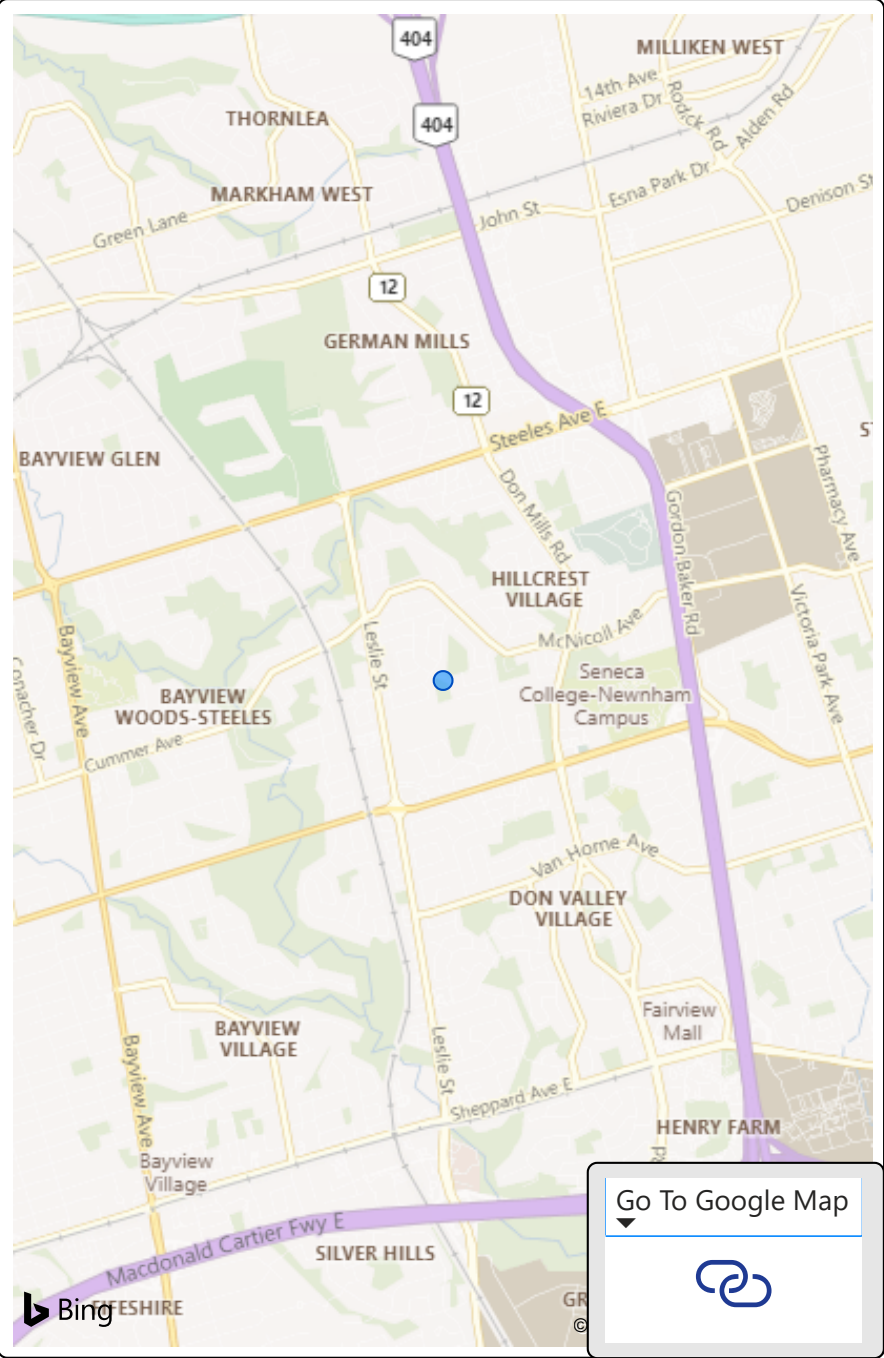 404
MILLIKEN WEST
14th Ave
Riviera Dr
Rodick Rd
Alden Rd
THORNLEA
404
MARKHAM WEST
Esna Park Dr
Denison St
John St
Green Lane
12
GERMAN MILLS
12
Steeles Ave E
BAYVIEW GLEN
Don Mills Rd
Pharmacy Ave
Gordon Baker Rd
HILLCREST
VILLAGE
McNicoll Ave
Victoria Park Ave
Leslie St
Bayview Ave
Conacher Dr
Seneca
College-Newnham
Campus
BAYVIEW
WOODS-STEELES
Cummer Ave
Van Horne Ave
DON VALLEY
VILLAGE
Fairview
Mall
BAYVIEW
VILLAGE
Leslie St
Bayview Ave
Sheppard Ave E
HENRY FARM
Bayview
Village
Go To Google Map
Macdonald Cartier Fwy E
SILVER HILLS
Bing
FIFESHIRE
GR
©